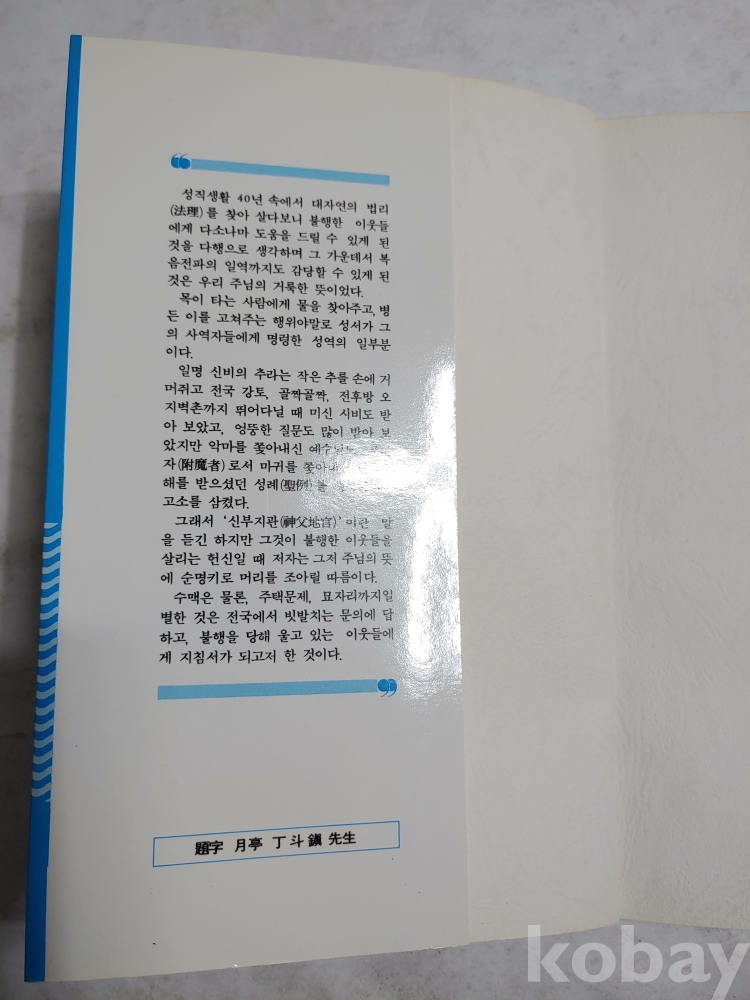 성직생활 40년 속에서 대자연의 법리
(法理)를 찾아 살다보니 불행한 이웃들
에게 다소나마 도움을 드릴 수 있게 된
것을 다행으로 생각하며 그 가운데서 복
음전파의 일역까지도 감당할 수 있게 된
것은 우리 주님의 거룩한 뜻이었다.
목이 타는 사람에게 물을 찾아주고, 병
든 이를 고쳐주는 행위야말로 성서가 그
의 사역자들에게 명령한 성역의 일부분
이다.
일명 신비의 추라는 작은 추를 손에 거
머쥐고 전국 강토, 골짝골짝, 전후방 오
지벽촌까지 뛰어다닐 때 미신 시비도 받
아 보았고, 엉뚱한 질문도 많이 받아 보
았지만 악마를 쫓아내신
자(附魔者)로서 마귀를
해를 받으셨던 성례(聖例)를
고소를 삼켰다.
그래서 '신부지관(神父地官)'이란 말
을 듣긴 하지만 그것이 불행한 이웃들을
살리는 헌신일 때 저자는 그저 주님의 뜻
에 순명키로 머리를 조아릴 따름이다.
수맥은 물론, 주택문제, 묘자리까지일
별한 것은 전국에서 빗발치는 문의에 답
하고, 불행을 당해 울고 있는 이웃들에
게 지침서가 되고저 한 것이다.
題字 月亭 丁斗鎭 先生
kobay